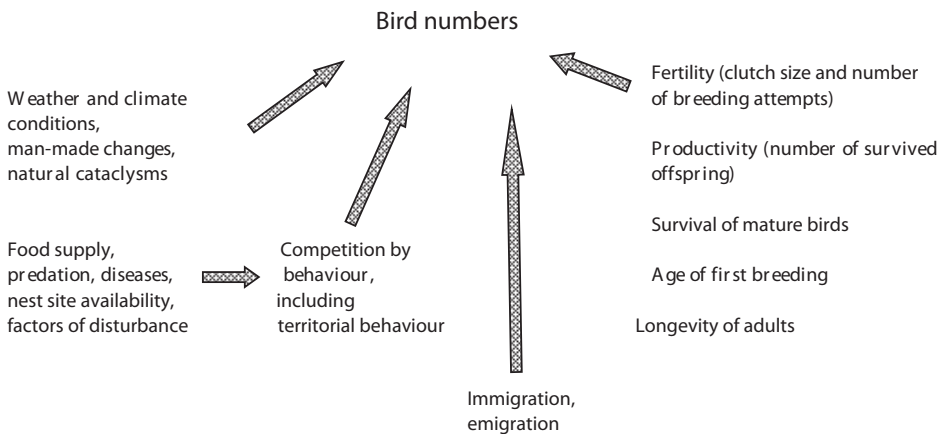 Bird numbers
Weather and climate
conditions,
man-made changes,
natural cataclysms
Food supply,
predation, diseases,
nest site availability,
factors of disturbance
Competition by
behaviour,
including
territorial behaviour
Immigration,
emigration
Fertility (clutch size and number
of breeding attempts)
Productivity (number of survived
offspring)
Survival of mature birds
Age of first breeding
Longevity of adults